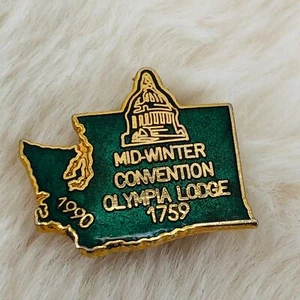 MID-WINTER
CONVENTION
OLYMPIA LODGE
1759
1990